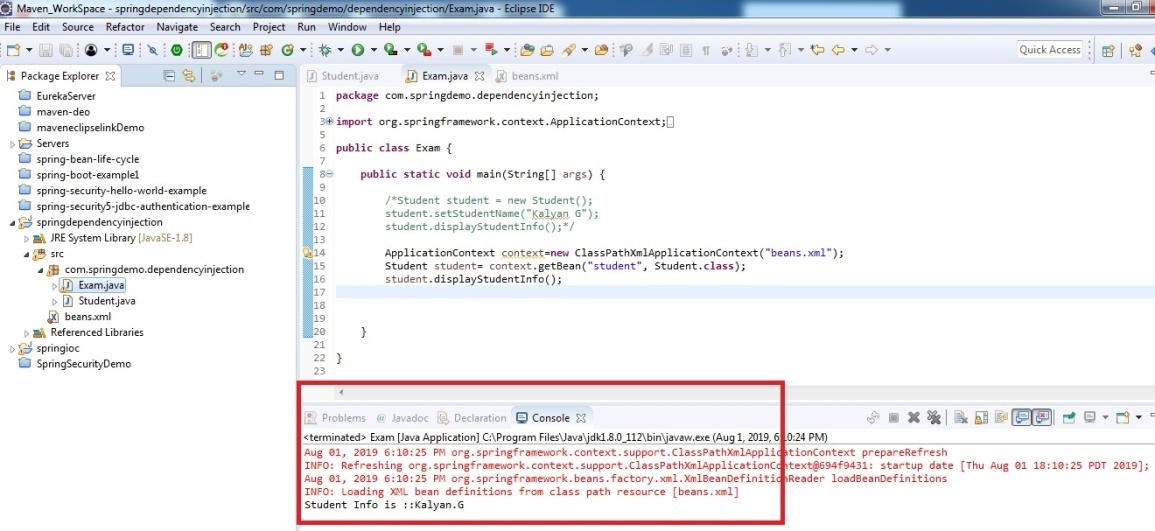 Maven_WorkSpace - springdependencyinjection/src/com/springdemo/dependencyinjection/Exam.java - Eclipse IDE
File Edit Source Refactor Navigate Search Project Run Window Help
Quick Access
Package Explorer
EurekaServer
maven-deo
maveneclipselinkDemo
Servers
spring-bean-life-cycle
spring-boot-example1
spring-security-hello-world-example
spring-security5-jdbc-authentication-example
springdependencyinjection
JRE System Library [JavaSE-1.8]
src
com.springdemo.dependencyinjection
Exam.java
Student.java
beans.xml
Referenced Libraries
springioc
SpringSecurityDemo
Student.java Exam.java beans.xml
1 package com.springdemo.dependencyinjection;
2
3 import org.springframework.context.ApplicationContext;
5
6 public class Exam {
7
8 public static void main(String[] args) {
9
10 /*Student student = new Student();
11 student.setStudentName("Kalyan G");
12 student.displayStudentInfo();*/
13
14 ApplicationContext context=new ClassPathXmlApplicationContext("beans.xml");
15 Student student= context.getBean("student", Student.class);
16 student.displayStudentInfo();
17
18
19
20 }
21
22 }
23
Problems @ Javadoc Declaration Console
<terminated> Exam [Java Application] C:\Program Files\Java\jdk1.8.0_112\bin\javaw.exe (Aug 1, 2019, 6:10:24 PM)
Aug 01, 2019 6:10:25 PM org.springframework.context.support.ClassPathXmlApplicationContext prepareRefresh
INFO: Refreshing org.springframework.context.support.ClassPathXmlApplicationContext@694f9431: startup date [Thu Aug 01 18:10:25 PDT 2019];
Aug 01, 2019 6:10:25 PM org.springframework.beans.factory.xml.XmlBeanDefinitionReader loadBeanDefinitions
INFO: Loading XML bean definitions from class path resource [beans.xml]
Student Info is ::Kalyan.G